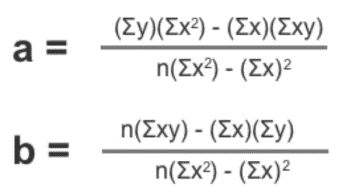 a = (Σy)(Σx²) - (Σx)(Σxy)
n(Σx²) - (Σx)²
b = n(Σxy) - (Σx)(Σy)
n(Σx²) - (Σx)²